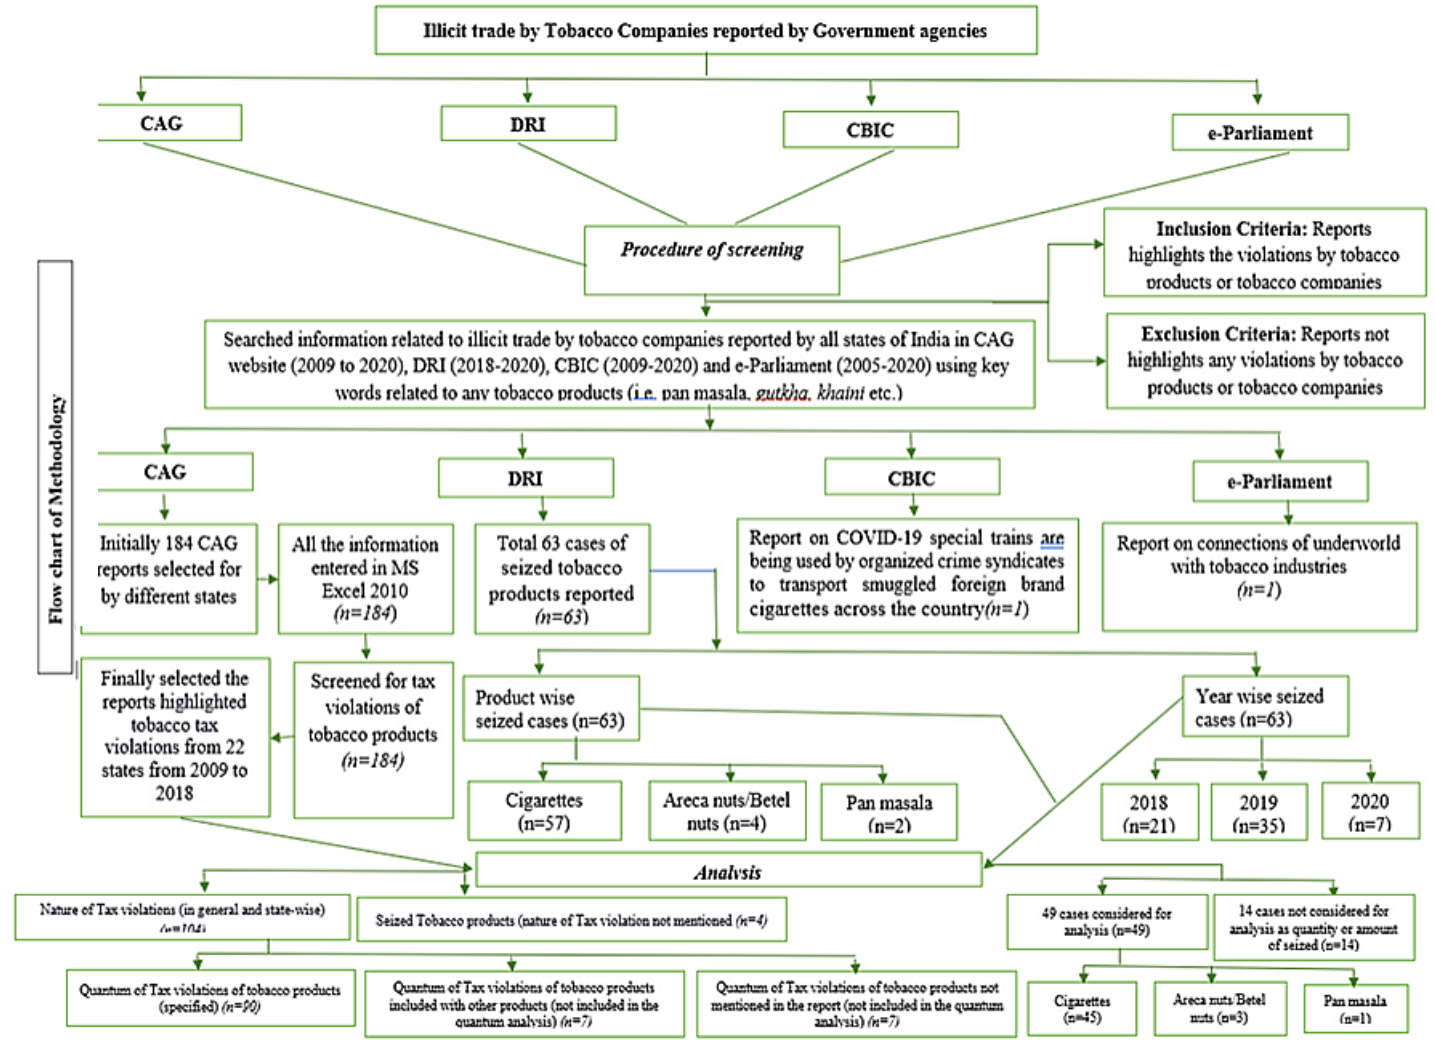 Illicit trade by Tobacco Companies reported by Government agencies
CAG
DRI
CBIC
e-Parliament
Procedure of screening
Inclusion Criteria: Reports
highlights the violations by tobacco
products or tobacco companies
Searched information related to illicit trade by tobacco companies reported by all states of India in CAG
website (2009 to 2020), DRI (2018-2020), CBIC (2009-2020) and e-Parliament (2005-2020) using key
words related to any tobacco products (i.e. pan masala, gutkha, khaini etc.)
Exclusion Criteria: Reports not
highlights any violations by tobacco
products or tobacco companies
Flow chart of Methodology
CAG
DRI
CBIC
e-Parliament
Initially 184 CAG
reports selected for
by different states
All the information
entered in MS
Excel 2010
(n=184)
Total 63 cases of
seized tobacco
products reported
(n=63)
Report on COVID-19 special trains are
being used by organized crime syndicates
to transport smuggled foreign brand
cigarettes across the country(n=1)
Report on connections of underworld
with tobacco industries
(n=1)
Finally selected the
reports highlighted
tobacco tax
violations from 22
states from 2009 to
2018
Screened for tax
violations of
tobacco products
(n=184)
Product wise
seized cases (n=63)
Year wise seized
cases (n=63)
Cigarettes
(n=57)
Areca nuts/Betel
nuts (n=4)
Pan masala
(n=2)
2018
(n=21)
2019
(n=35)
2020
(n=7)
Analysis
Nature of Tax violations (in general and state-wise)
(n=104)
Seized Tobacco products (nature of Tax violation not mentioned (n=4)
49 cases considered for
analysis (n=49)
14 cases not considered for
analysis as quantity or amount
of seized (n=14)
Quantum of Tax violations of tobacco products
(specified) (n=90)
Quantum of Tax violations of tobacco products
included with other products (not included in the
quantum analysis) (n=7)
Quantum of Tax violations of tobacco products not
mentioned in the report (not included in the quantum
analysis) (n=7)
Cigarettes
(n=45)
Areca nuts/Betel
nuts (n=3)
Pan masala
(n=1)